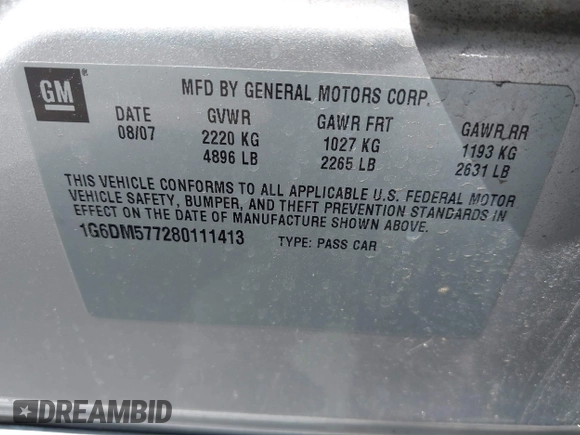 GM ®
MFD BY GENERAL MOTORS CORP.
DATE GVWR GAWR FRT GAWR RR
08/07 2220 KG 1027 KG 1193 KG
4896 LB 2265 LB 2631 LB
THIS VEHICLE CONFORMS TO ALL APPLICABLE U.S. FEDERAL MOTOR
VEHICLE SAFETY, BUMPER, AND THEFT PREVENTION STANDARDS IN
EFFECT ON THE DATE OF MANUFACTURE SHOWN ABOVE.
1G6DM577280111413 TYPE: PASS CAR
DREAMBID